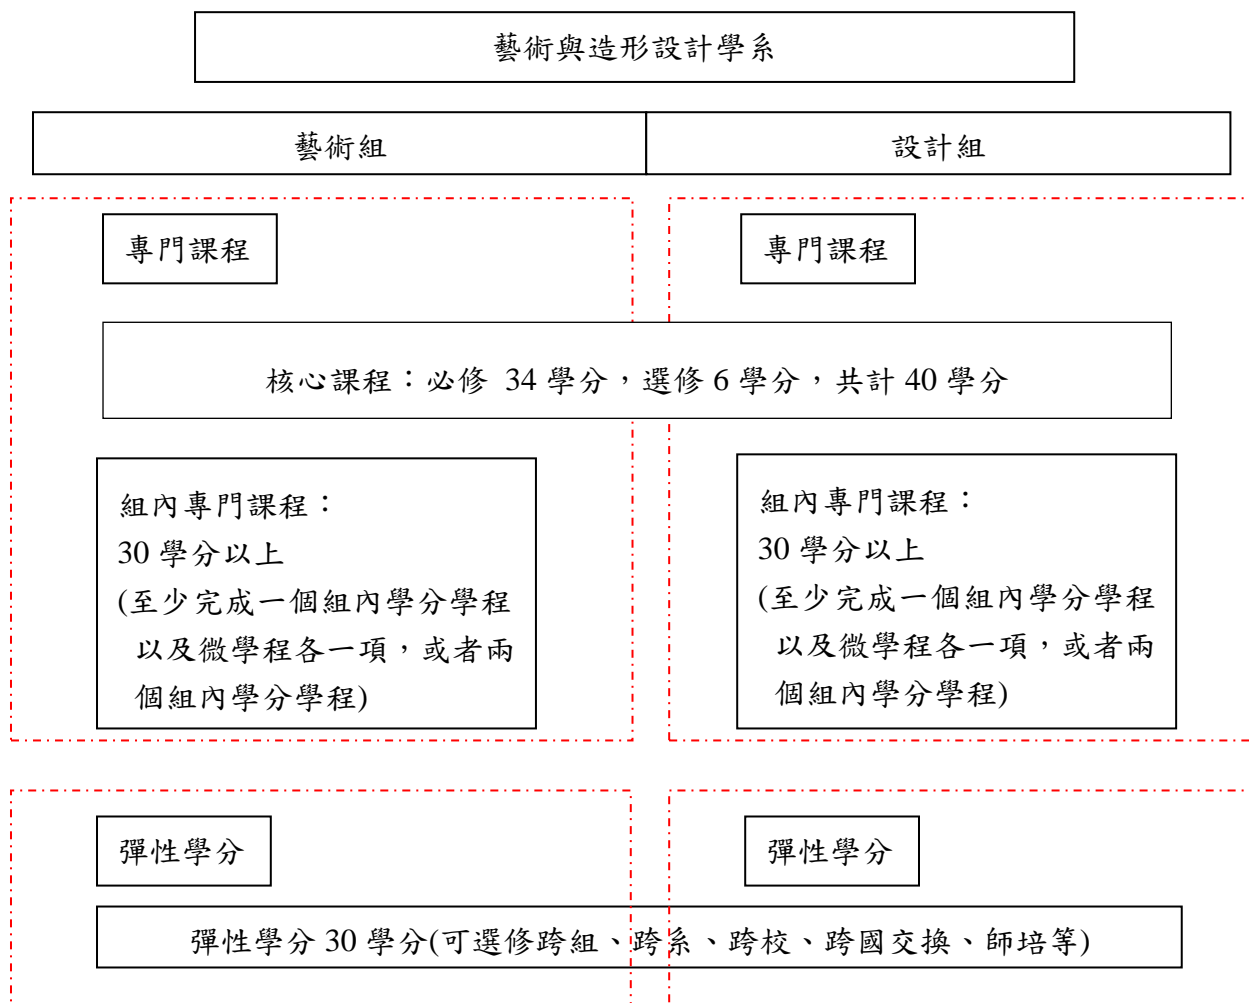 藝術與造形設計學系
藝術組
設計組
專門課程
專門課程
核心課程：必修 34 學分，選修 6 學分，共計 40 學分
組內專門課程：
30 學分以上
(至少完成一個組內學分學程
以及微學程各一項，或者兩
個組內學分學程)
組內專門課程：
30 學分以上
(至少完成一個組內學分學程
以及微學程各一項，或者兩
個組內學分學程)
彈性學分
彈性學分
彈性學分 30 學分(可選修跨組、跨系、跨校、跨國交換、師培等)